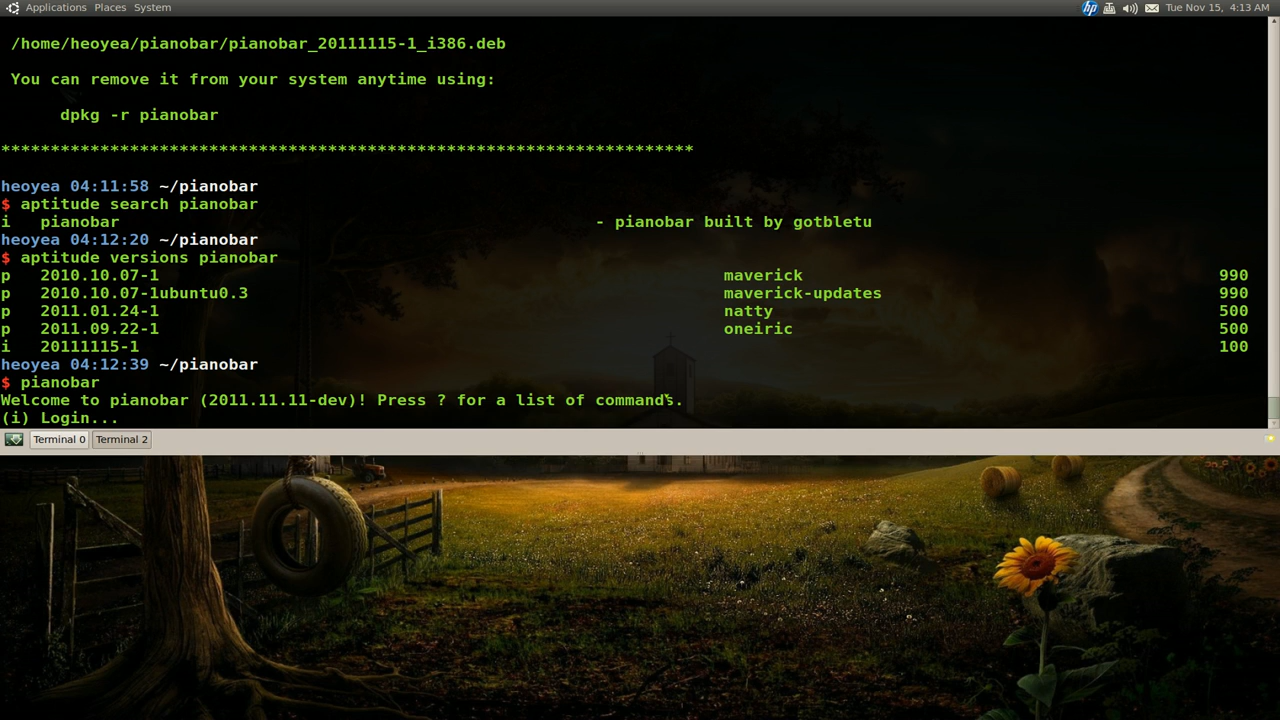 Applications Places System
hp
Tue Nov 15, 4:13 AM
/home/heoyea/pianobar/pianobar_20111115-1_i386.deb
You can remove it from your system anytime using:
dpkg -r pianobar
**********************************************************************
heoyea 04:11:58 ~/pianobar
$ aptitude search pianobar
i pianobar - pianobar built by gotbletu
heoyea 04:12:20 ~/pianobar
$ aptitude versions pianobar
p 2010.10.07-1 maverick 990
p 2010.10.07-1ubuntu0.3 maverick-updates 990
p 2011.01.24-1 natty 500
p 2011.09.22-1 oneiric 500
i 20111115-1 100
heoyea 04:12:39 ~/pianobar
$ pianobar
Welcome to pianobar (2011.11.11-dev)! Press ? for a list of commands.
(i) Login...
Terminal 0 Terminal 2